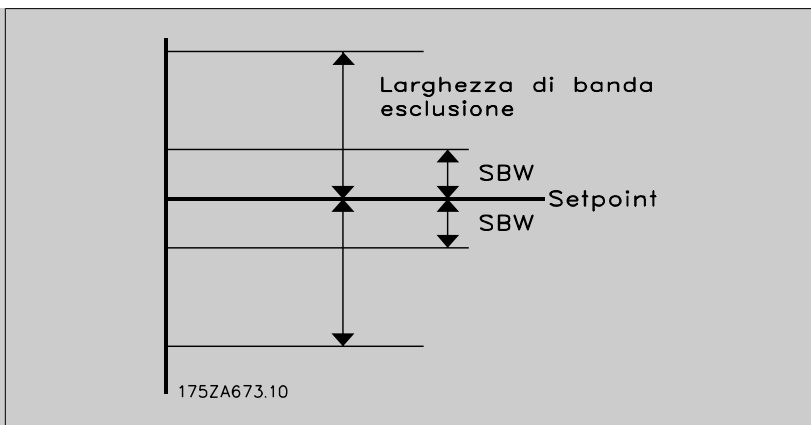 Larghezza di banda
esclusione
SBW
Setpoint
SBW
175ZA673.10